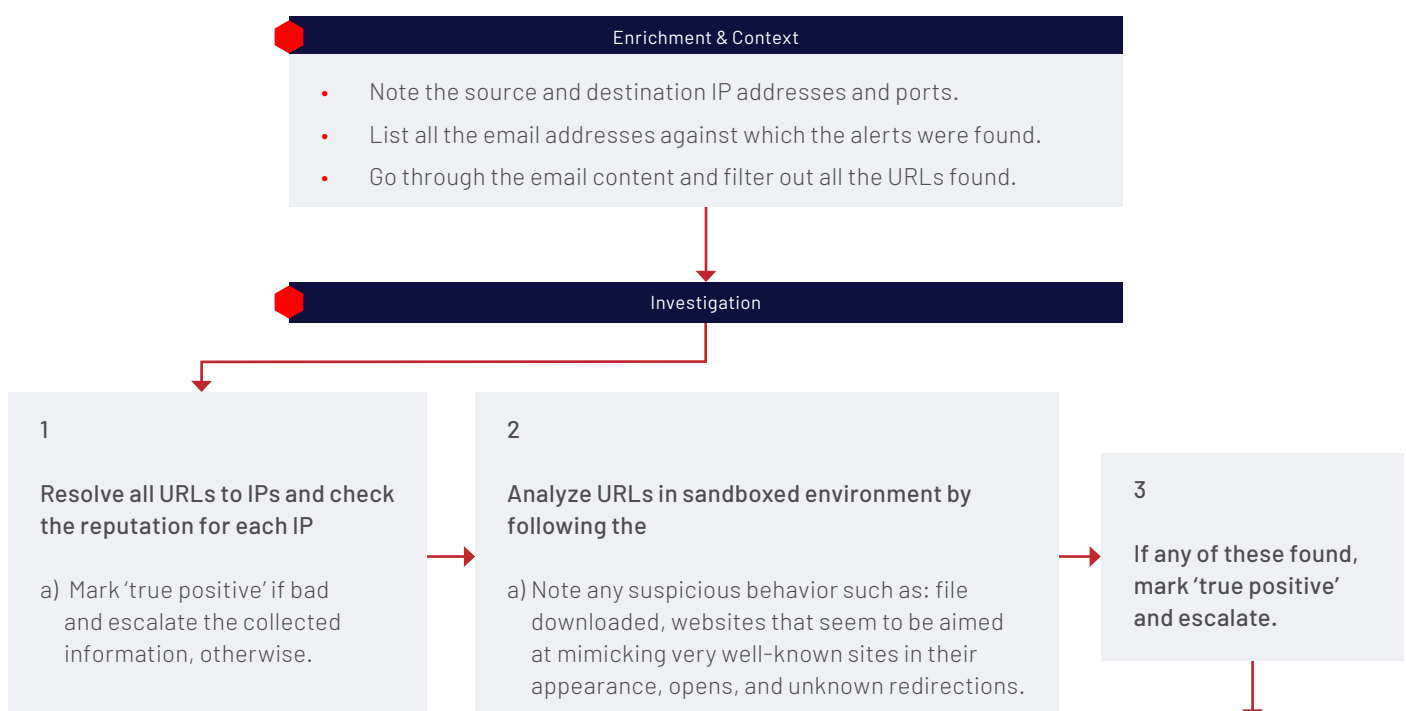 Enrichment & Context
• Note the source and destination IP addresses and ports.
• List all the email addresses against which the alerts were found.
• Go through the email content and filter out all the URLs found.
Investigation
1
Resolve all URLs to IPs and check
the reputation for each IP
a) Mark ‘true positive’ if bad
and escalate the collected
information, otherwise.
2
Analyze URLs in sandboxed environment by
following the
a) Note any suspicious behavior such as: file
downloaded, websites that seem to be aimed
at mimicking very well-known sites in their
appearance, opens, and unknown redirections.
3
If any of these found,
mark ‘true positive’
and escalate.